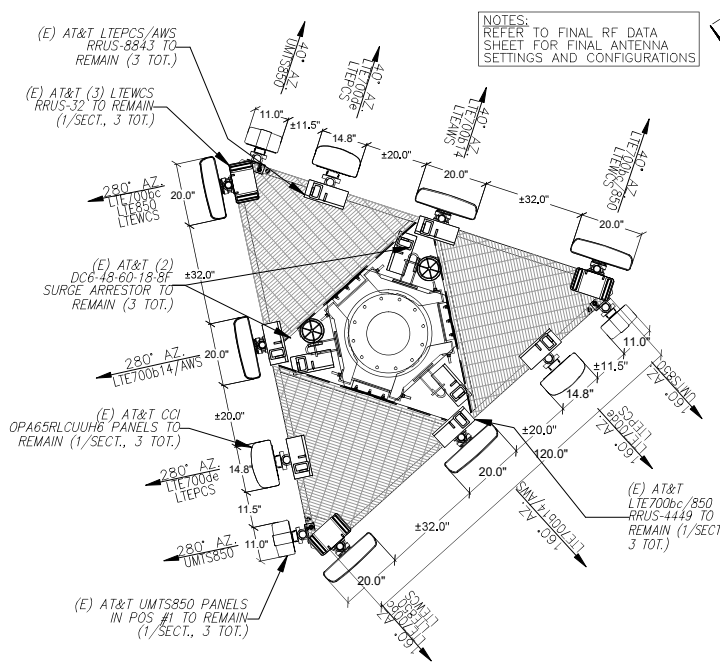 (E) AT&T LTEPCS/AWS
RRUS-8843 TO
REMAIN (3 TOT.)
(E) AT&T (3) LTEWCS
RRUS-32 TO REMAIN
(1/SECT., 3 TOT.)
NOTES:
REFER TO FINAL RF DATA
SHEET FOR FINAL ANTENNA
SETTINGS AND CONFIGURATIONS
40° AZ.
UMTS850
40° AZ.
LTE700de
LTEPCS
40° AZ.
LTE700b14
LTEAWS
40° AZ.
LTE700bc/850
LTEWCS
11.0"
±11.5"
14.8"
±20.0"
20.0"
±32.0"
20.0"
20.0"
280° AZ.
LTE700bc
LTE850
LTEWCS
±32.0"
(E) AT&T (2)
DC6-48-60-18-8F
SURGE ARRESTOR TO
REMAIN (3 TOT.)
20.0"
280° AZ.
LTE700b14/AWS
±20.0"
(E) AT&T CCI
OPA65RLCUUH6 PANELS TO
REMAIN (1/SECT., 3 TOT.)
280° AZ.
LTE700de
LTEPCS
14.8"
11.5"
280° AZ.
UMTS850
11.0"
(E) AT&T UMTS850 PANELS
IN POS #1 TO REMAIN
(1/SECT., 3 TOT.)
11.0"
±11.5"
14.8"
±20.0"
120.0"
20.0"
±32.0"
20.0"
160° AZ.
UMTS850
160° AZ.
LTE700de
LTEPCS
160° AZ.
LTE700b14/AWS
160° AZ.
LTE700bc
LTE850
LTEWCS
(E) AT&T
LTE700bc/850
RRUS-4449 TO
REMAIN (1/SECT
3 TOT.)